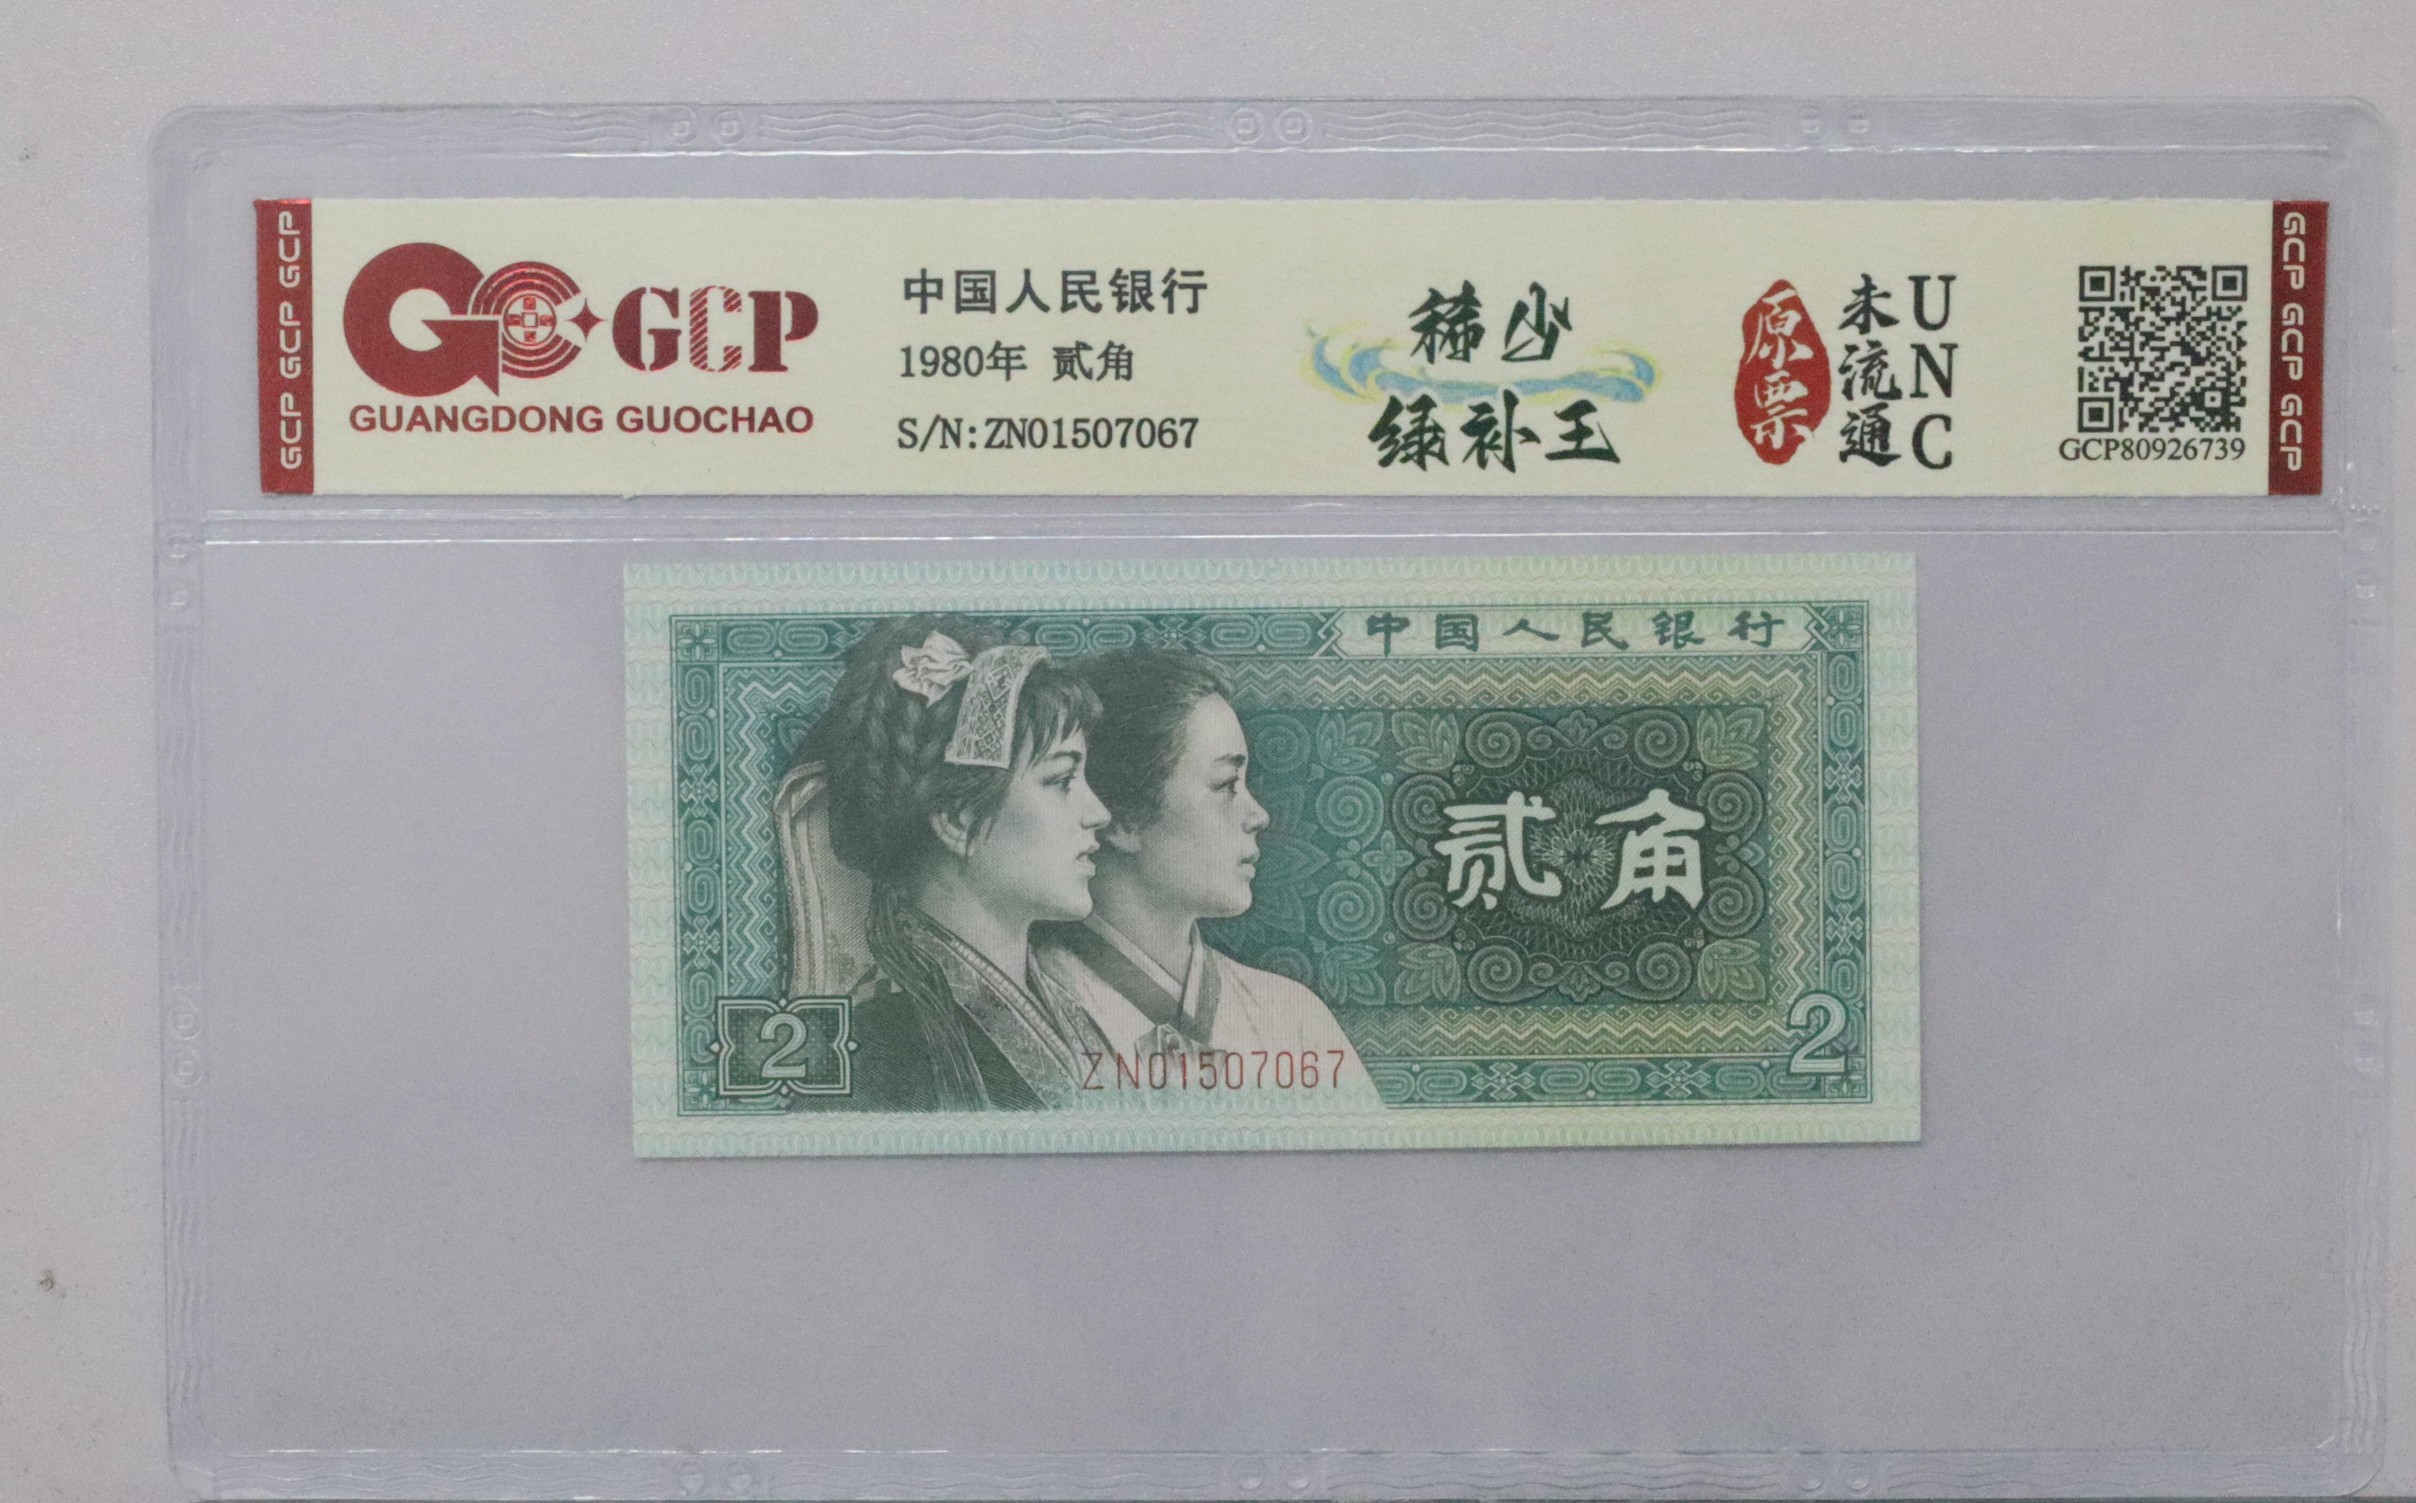 GCP GCP GCP
GCP
GUANGDONG GUOCHAO
中国人民银行
1980年 贰角
S/N:ZN01507067
稀少
绿补王
原票
未流通
UNC
GCP80926739
GCP GCP GCP
中国人民银行
贰角
2
2
ZN01507067